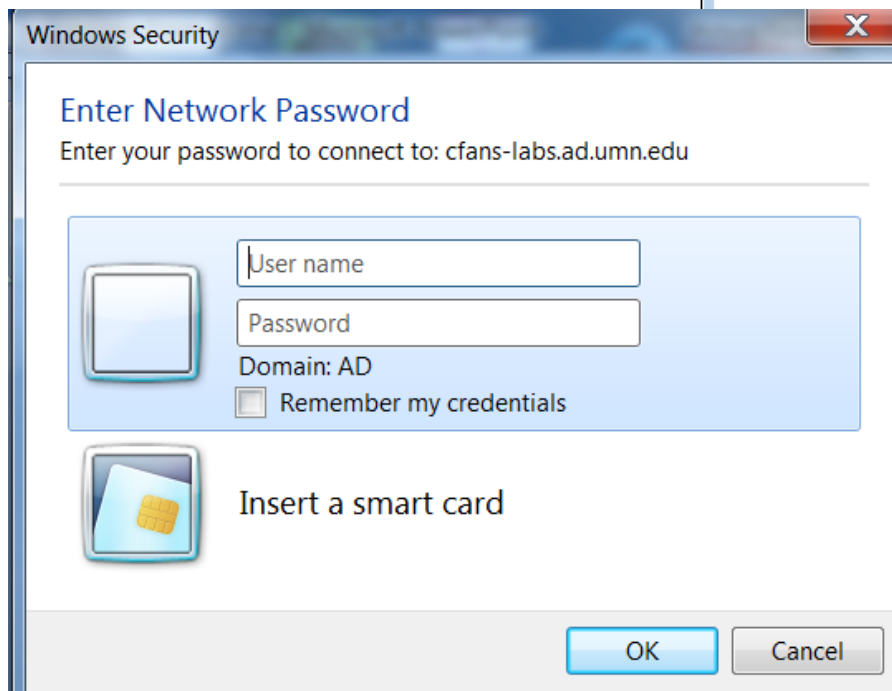 Windows Security
Enter Network Password
Enter your password to connect to: cfans-labs.ad.umn.edu
User name
Password
Domain: AD
Remember my credentials
Insert a smart card
OK Cancel